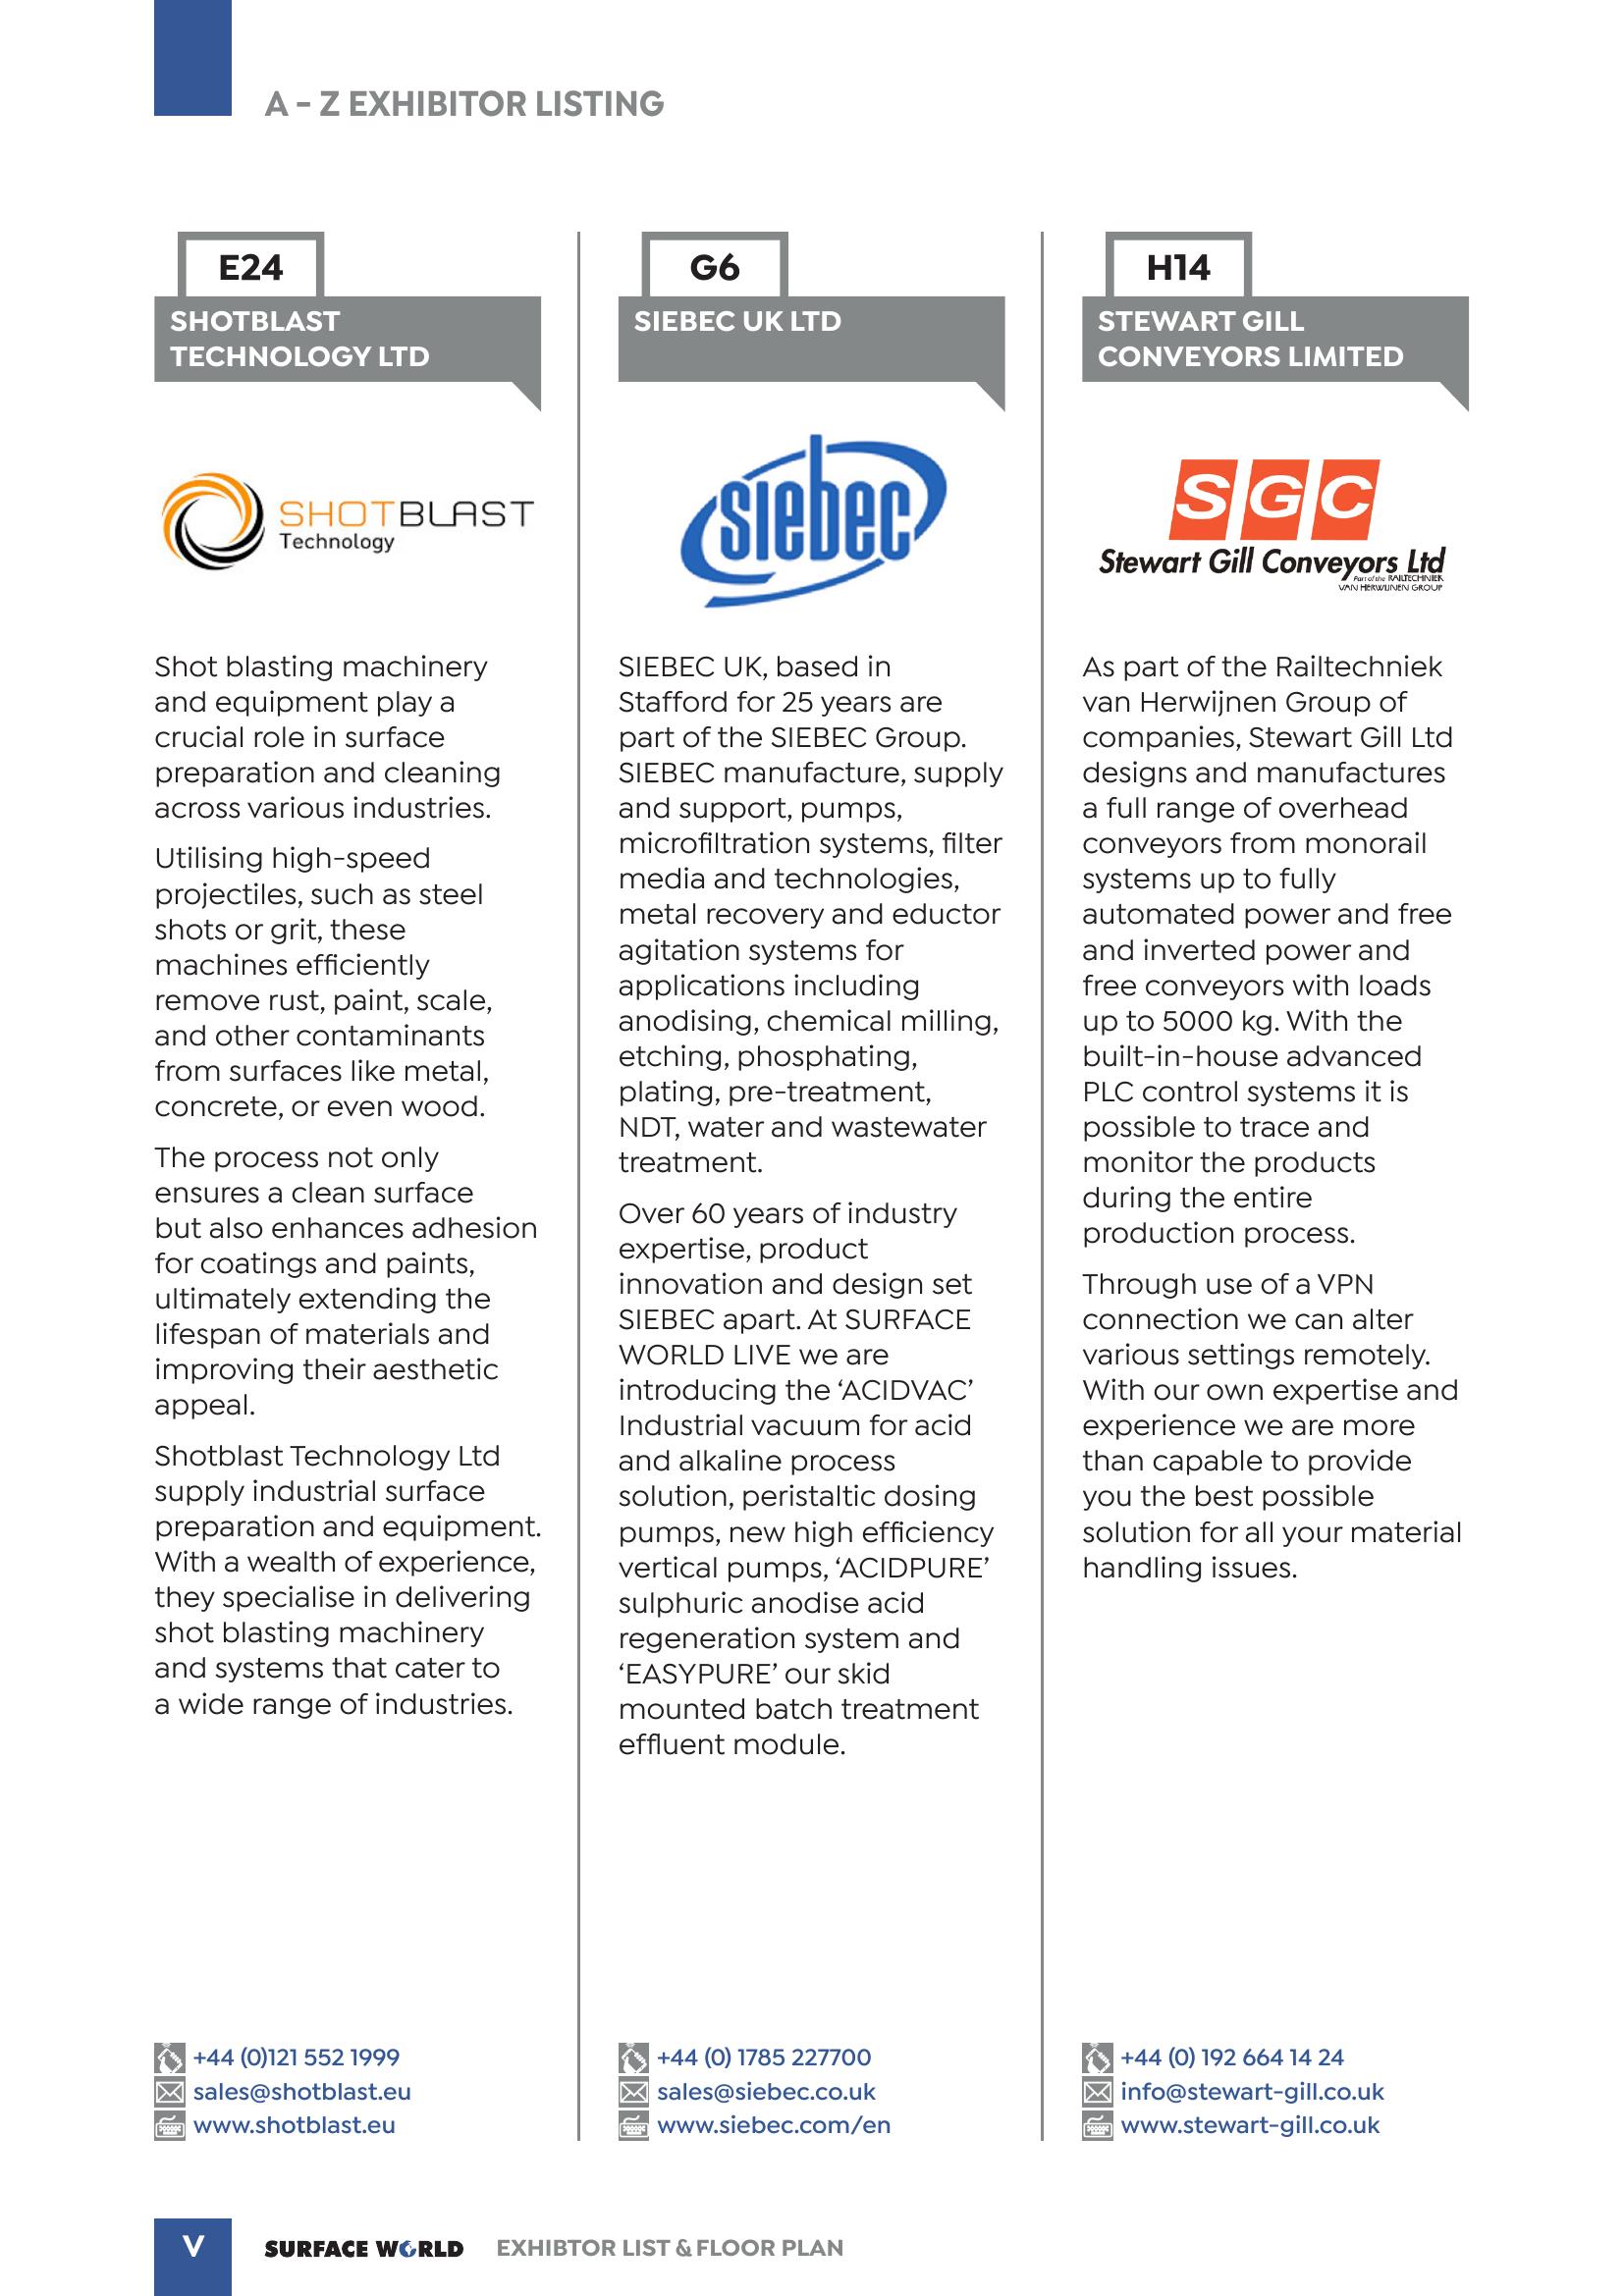 A – Z EXHIBITOR LISTING
E24
SHOTBLAST
TECHNOLOGY LTD
SHOTBLAST
Technology
Shot blasting machinery
and equipment play a
crucial role in surface
preparation and cleaning
across various industries.
Utilising high-speed
projectiles, such as steel
shots or grit, these
machines efficiently
remove rust, paint, scale,
and other contaminants
from surfaces like metal,
concrete, or even wood.
The process not only
ensures a clean surface
but also enhances adhesion
for coatings and paints,
ultimately extending the
lifespan of materials and
improving their aesthetic
appeal.
Shotblast Technology Ltd
supply industrial surface
preparation and equipment.
With a wealth of experience,
they specialise in delivering
shot blasting machinery
and systems that cater to
a wide range of industries.
+44 (0)121 552 1999
sales@shotblast.eu
www.shotblast.eu
G6
SIEBEC UK LTD
siebec
SIEBEC UK, based in
Stafford for 25 years are
part of the SIEBEC Group.
SIEBEC manufacture, supply
and support, pumps,
microfiltration systems, filter
media and technologies,
metal recovery and eductor
agitation systems for
applications including
anodising, chemical milling,
etching, phosphating,
plating, pre-treatment,
NDT, water and wastewater
treatment.
Over 60 years of industry
expertise, product
innovation and design set
SIEBEC apart. At SURFACE
WORLD LIVE we are
introducing the ‘ACIDVAC’
Industrial vacuum for acid
and alkaline process
solution, peristaltic dosing
pumps, new high efficiency
vertical pumps, ‘ACIDPURE’
sulphuric anodise acid
regeneration system and
‘EASYPURE’ our skid
mounted batch treatment
effluent module.
+44 (0) 1785 227700
sales@siebec.co.uk
www.siebec.com/en
H14
STEWART GILL
CONVEYORS LIMITED
SGC
Stewart Gill Conveyors Ltd
Part of the RAILTECHNIEK
VAN HERWIJNEN GROUP
As part of the Railtechniek
van Herwijnen Group of
companies, Stewart Gill Ltd
designs and manufactures
a full range of overhead
conveyors from monorail
systems up to fully
automated power and free
and inverted power and
free conveyors with loads
up to 5000 kg. With the
built-in-house advanced
PLC control systems it is
possible to trace and
monitor the products
during the entire
production process.
Through use of a VPN
connection we can alter
various settings remotely.
With our own expertise and
experience we are more
than capable to provide
you the best possible
solution for all your material
handling issues.
+44 (0) 192 664 14 24
info@stewart-gill.co.uk
www.stewart-gill.co.uk
V
SURFACE WORLD
EXHIBTOR LIST & FLOOR PLAN